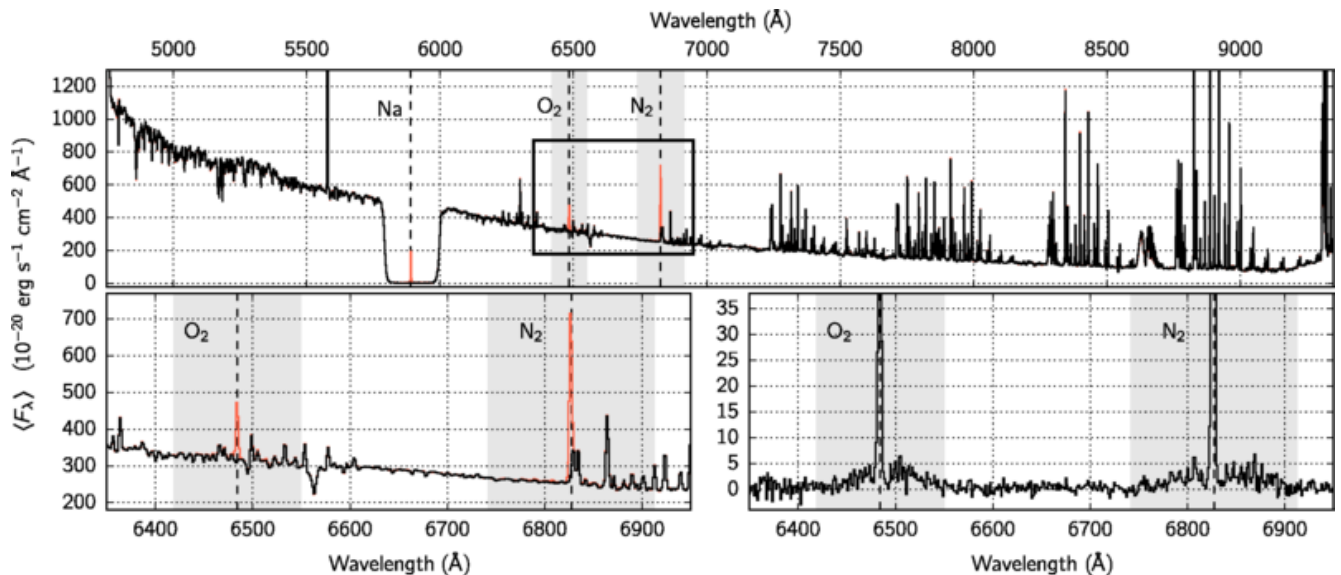 Wavelength (Å)
5000 5500 6000 6500 7000 7500 8000 8500 9000
1200
1000
800
600
400
200
0
Na
O₂
N₂
⟨F_λ⟩ (10⁻²⁰ erg s⁻¹ cm⁻² Å⁻¹)
700
600
500
400
300
200
O₂
N₂
6400 6500 6600 6700 6800 6900
Wavelength (Å)
35
30
25
20
15
10
5
0
O₂
N₂
6400 6500 6600 6700 6800 6900
Wavelength (Å)